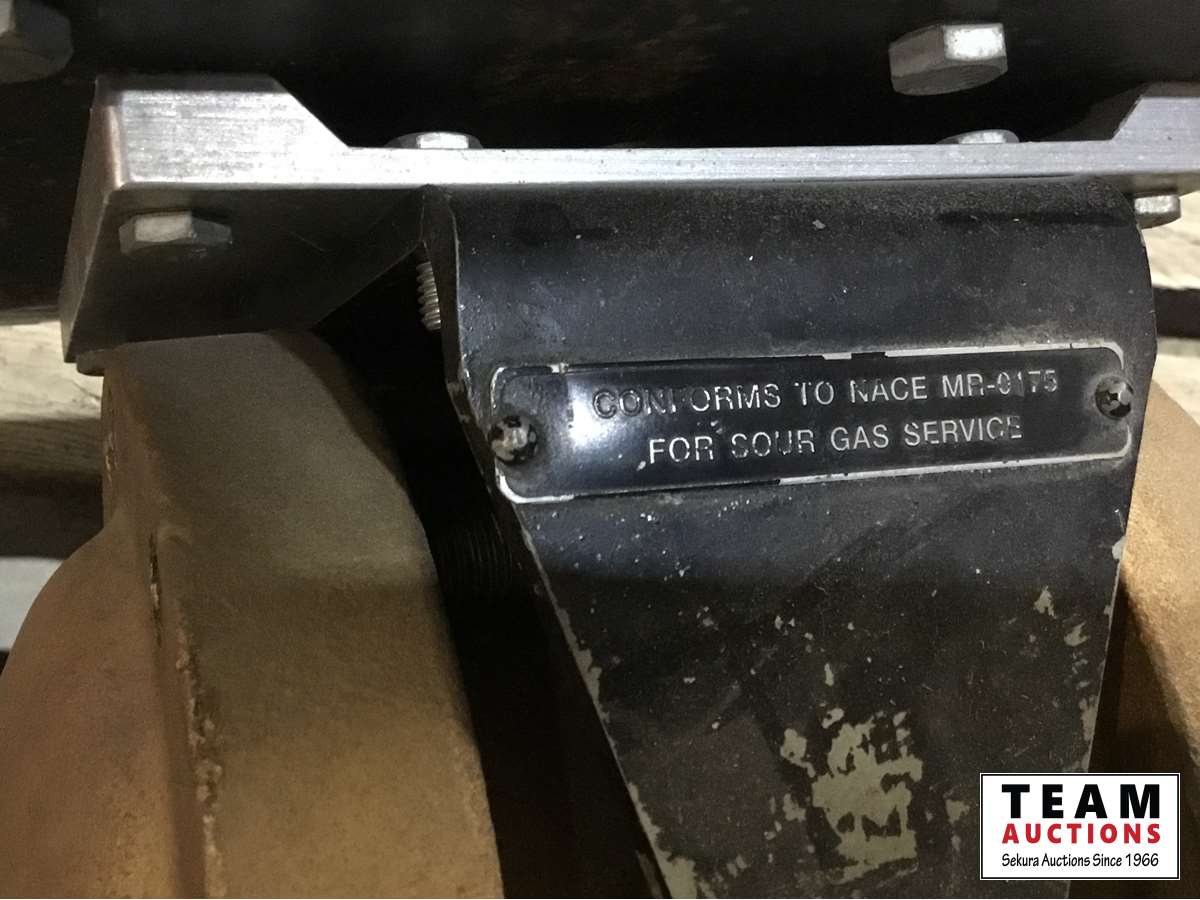 CONFORMS TO NACE MR-0175
FOR SOUR GAS SERVICE
TEAM
AUCTIONS
Sekura Auctions Since 1966